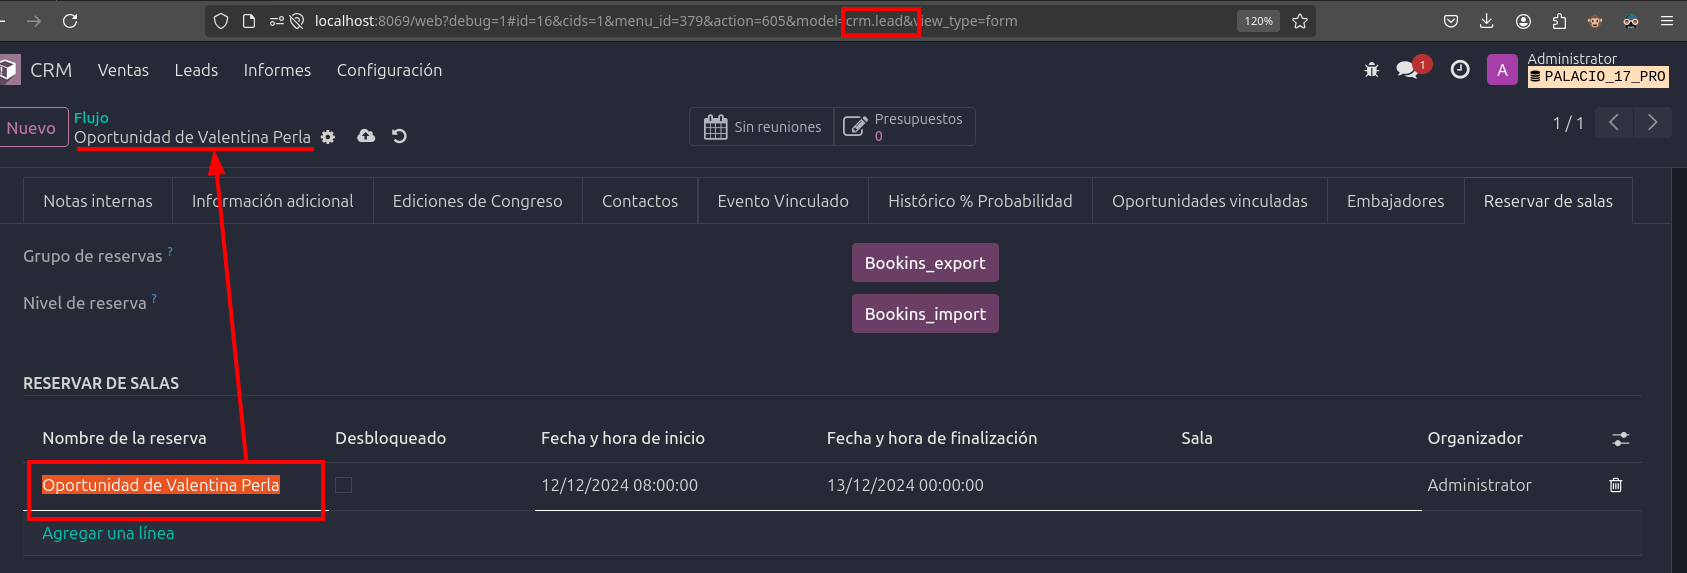 localhost:8069/web?debug=1#id=16&cids=1&menu_id=379&action=605&model=crm.lead&view_type=form
120%
CRM Ventas Leads Informes Configuración
1
A
Administrator
PALACIO_17_PRO
Nuevo
Flujo
Oportunidad de Valentina Perla
Sin reuniones
Presupuestos
0
1 / 1
Notas internas Información adicional Ediciones de Congreso Contactos Evento Vinculado Histórico % Probabilidad Oportunidades vinculadas Embajadores Reservar de salas
Grupo de reservas ?
Bookins_export
Nivel de reserva ?
Bookins_import
RESERVAR DE SALAS
Nombre de la reserva Desbloqueado Fecha y hora de inicio Fecha y hora de finalización Sala Organizador
Oportunidad de Valentina Perla 12/12/2024 08:00:00 13/12/2024 00:00:00 Administrator
Agregar una línea